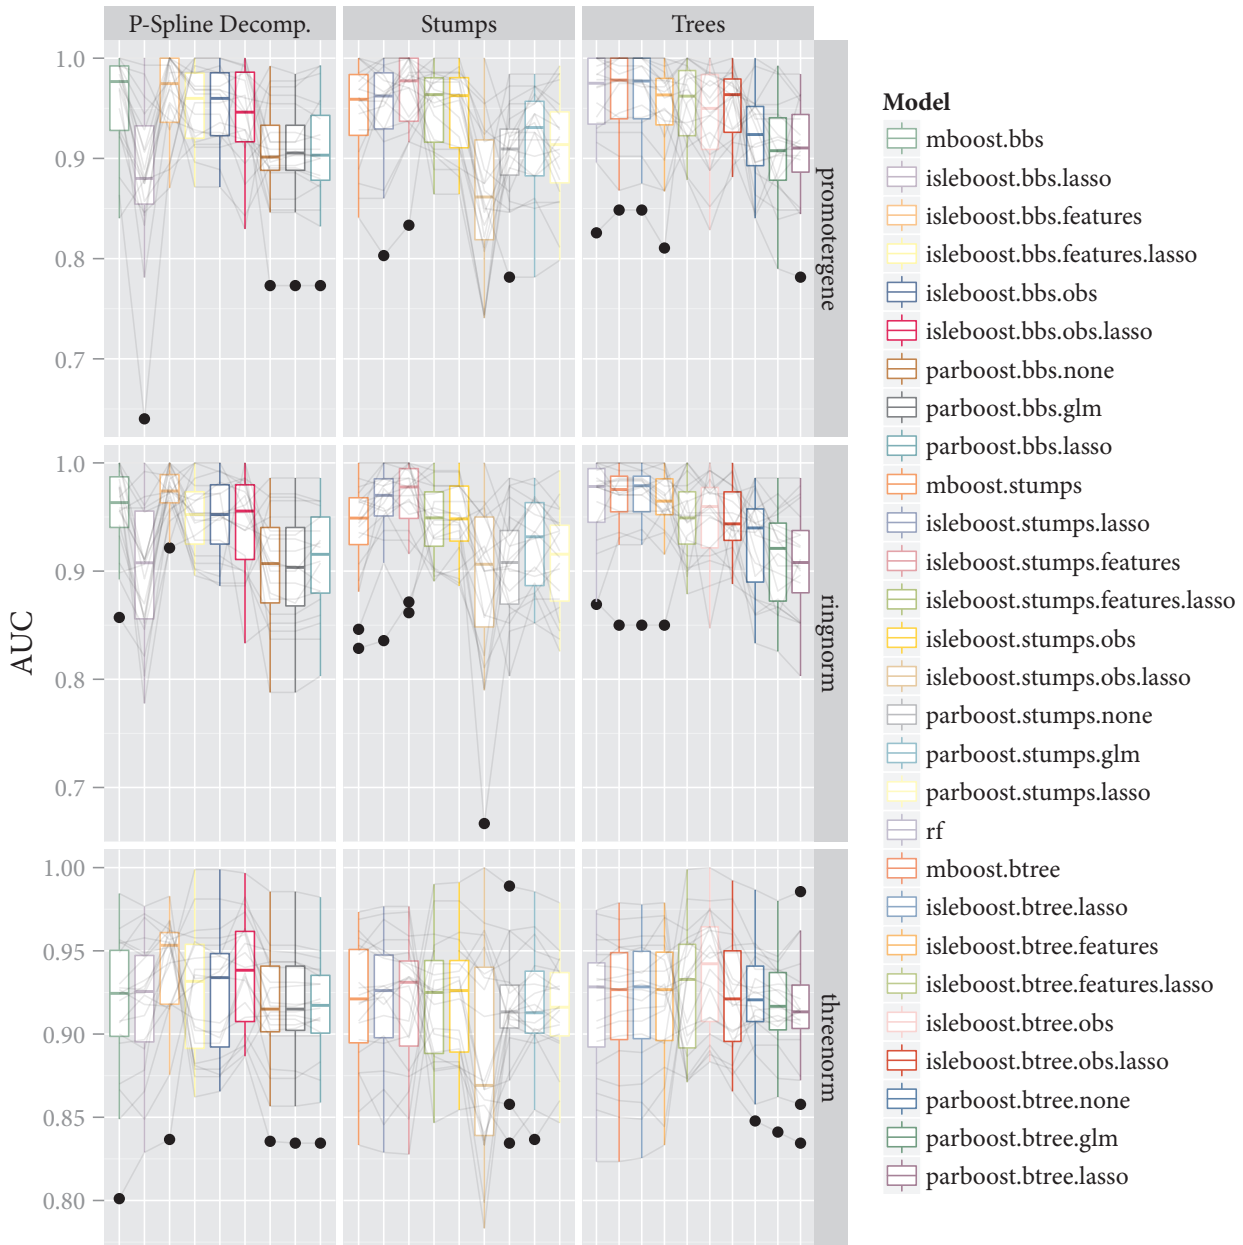 P-Spline Decomp.
Stumps
Trees
1.0
0.9
0.8
0.7
promotergene
1.0
0.9
0.8
0.7
ringnorm
1.00
0.95
0.90
0.85
0.80
threenorm
AUC
Model
mboost.bbs
isleboost.bbs.lasso
isleboost.bbs.features
isleboost.bbs.features.lasso
isleboost.bbs.obs
isleboost.bbs.obs.lasso
parboost.bbs.none
parboost.bbs.glm
parboost.bbs.lasso
mboost.stumps
isleboost.stumps.lasso
isleboost.stumps.features
isleboost.stumps.features.lasso
isleboost.stumps.obs
isleboost.stumps.obs.lasso
parboost.stumps.none
parboost.stumps.glm
parboost.stumps.lasso
rf
mboost.btree
isleboost.btree.lasso
isleboost.btree.features
isleboost.btree.features.lasso
isleboost.btree.obs
isleboost.btree.obs.lasso
parboost.btree.none
parboost.btree.glm
parboost.btree.lasso